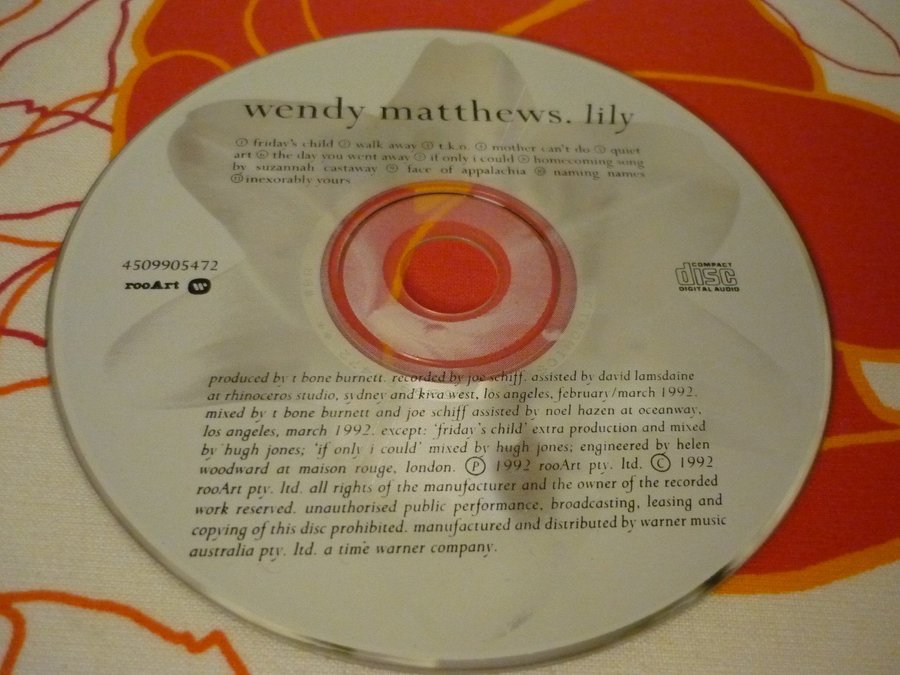 wendy matthews. lily
① friday's child ② walk away ③ t.k.o. ④ mother can't do ⑤ quiet
art ⑥ the day you went away ⑦ if only i could ⑧ homecoming song
by suzannah castaway ⑨ face of appalachia ⑩ naming names
⑪ inexorably yours
4509905472
rooArt
COMPACT
disc
DIGITAL AUDIO
produced by t bone burnett. recorded by joe schiff. assisted by david lamsdaine
at rhinoceros studio, sydney and kiva west, los angeles, february/march 1992.
mixed by t bone burnett and joe schiff assisted by noel hazen at oceanway,
los angeles, march 1992. except: 'friday's child' extra production and mixed
by hugh jones; 'if only i could' mixed by hugh jones; engineered by helen
woodward at maison rouge, london. Ⓟ 1992 rooArt pty. ltd. Ⓒ 1992
rooArt pty. ltd. all rights of the manufacturer and the owner of the recorded
work reserved. unauthorised public performance, broadcasting, leasing and
copying of this disc prohibited. manufactured and distributed by warner music
australia pty. ltd. a time warner company.